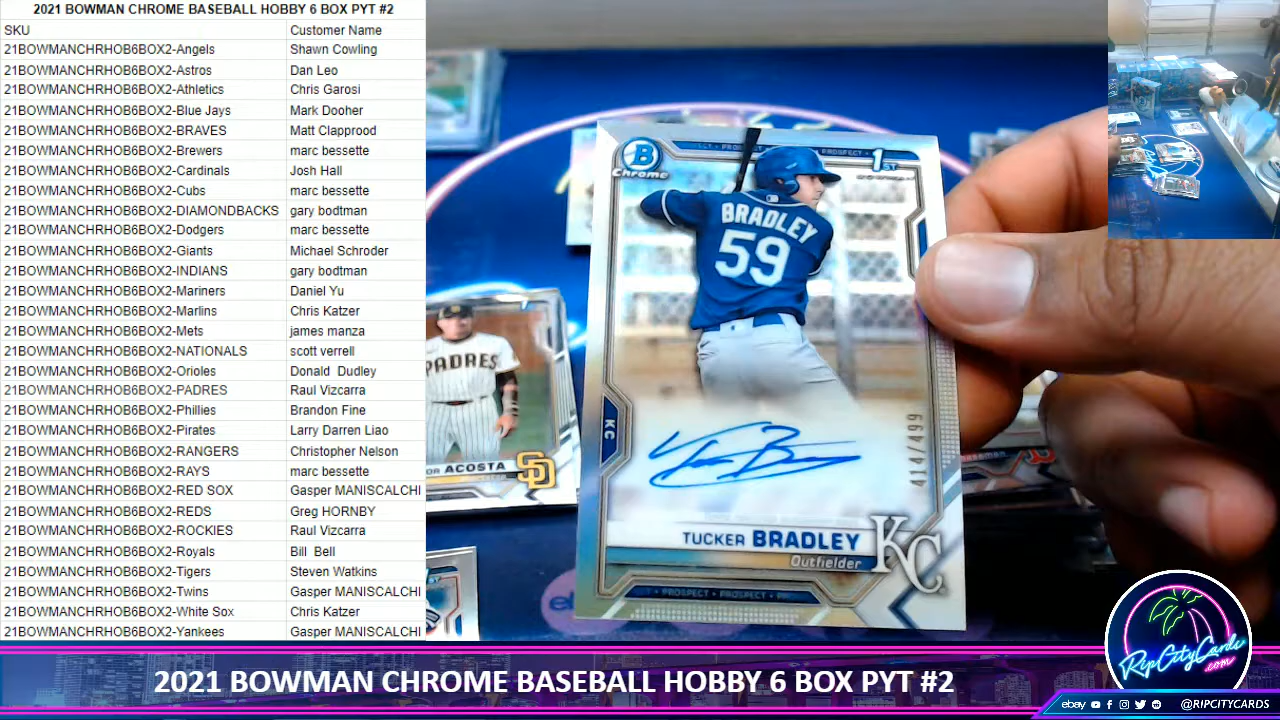 2021 BOWMAN CHROME BASEBALL HOBBY 6 BOX PYT #2
SKU Customer Name
21BOWMANCHRHOB6BOX2-Angels Shawn Cowling
21BOWMANCHRHOB6BOX2-Astros Dan Leo
21BOWMANCHRHOB6BOX2-Athletics Chris Garosi
21BOWMANCHRHOB6BOX2-Blue Jays Mark Dooher
21BOWMANCHRHOB6BOX2-BRAVES Matt Clapprood
21BOWMANCHRHOB6BOX2-Brewers marc bessette
21BOWMANCHRHOB6BOX2-Cardinals Josh Hall
21BOWMANCHRHOB6BOX2-Cubs marc bessette
21BOWMANCHRHOB6BOX2-DIAMONDBACKS gary bodtman
21BOWMANCHRHOB6BOX2-Dodgers marc bessette
21BOWMANCHRHOB6BOX2-Giants Michael Schroder
21BOWMANCHRHOB6BOX2-INDIANS gary bodtman
21BOWMANCHRHOB6BOX2-Mariners Daniel Yu
21BOWMANCHRHOB6BOX2-Marlins Chris Katzer
21BOWMANCHRHOB6BOX2-Mets james manza
21BOWMANCHRHOB6BOX2-NATIONALS scott verrell
21BOWMANCHRHOB6BOX2-Orioles Donald Dudley
21BOWMANCHRHOB6BOX2-PADRES Raul Vizcarra
21BOWMANCHRHOB6BOX2-Phillies Brandon Fine
21BOWMANCHRHOB6BOX2-Pirates Larry Darren Liao
21BOWMANCHRHOB6BOX2-RANGERS Christopher Nelson
21BOWMANCHRHOB6BOX2-RAYS marc bessette
21BOWMANCHRHOB6BOX2-RED SOX Gasper MANISCALCHI
21BOWMANCHRHOB6BOX2-REDS Greg HORNBY
21BOWMANCHRHOB6BOX2-ROCKIES Raul Vizcarra
21BOWMANCHRHOB6BOX2-Royals Bill Bell
21BOWMANCHRHOB6BOX2-Tigers Steven Watkins
21BOWMANCHRHOB6BOX2-Twins Gasper MANISCALCHI
21BOWMANCHRHOB6BOX2-White Sox Chris Katzer
21BOWMANCHRHOB6BOX2-Yankees Gasper MANISCALCHI
B Chrome
PROSPECT
1ST
BRADLEY
59
KC
414/499
TUCKER BRADLEY
Outfielder
KC
PROSPECT • PROSPECT
PADRES
ACOSTA
SD
2021 BOWMAN CHROME BASEBALL HOBBY 6 BOX PYT #2
RipCityCards
.com
ebay @RIPCITYCARDS